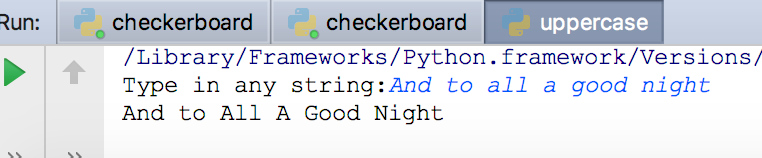 Run: checkerboard checkerboard uppercase
/Library/Frameworks/Python.framework/Versions/
Type in any string:And to all a good night
And to All A Good Night